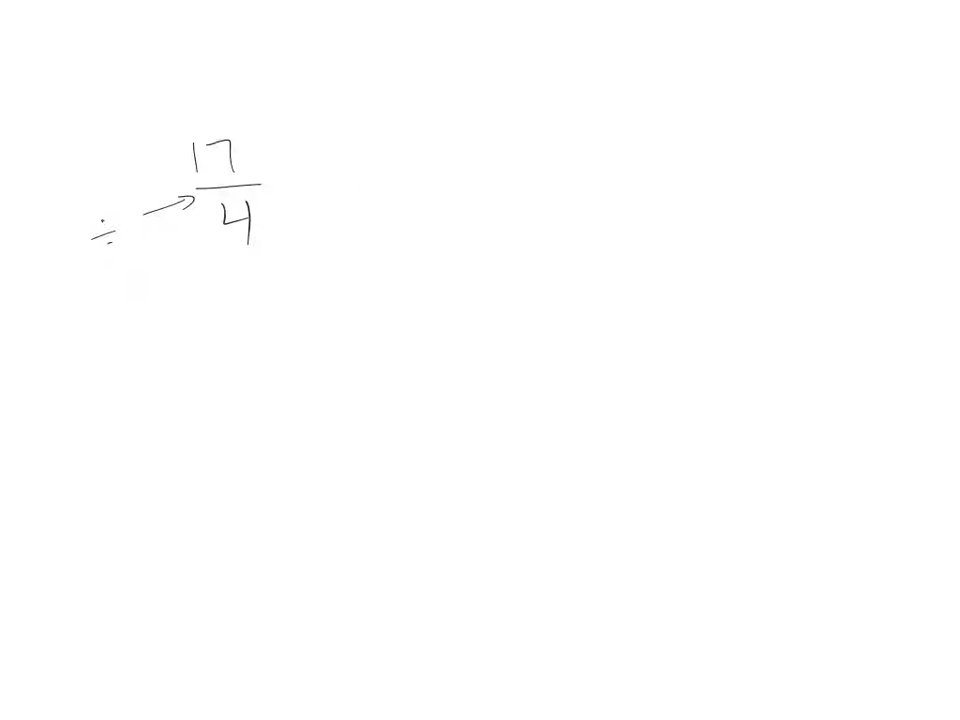 17
÷ → —
4